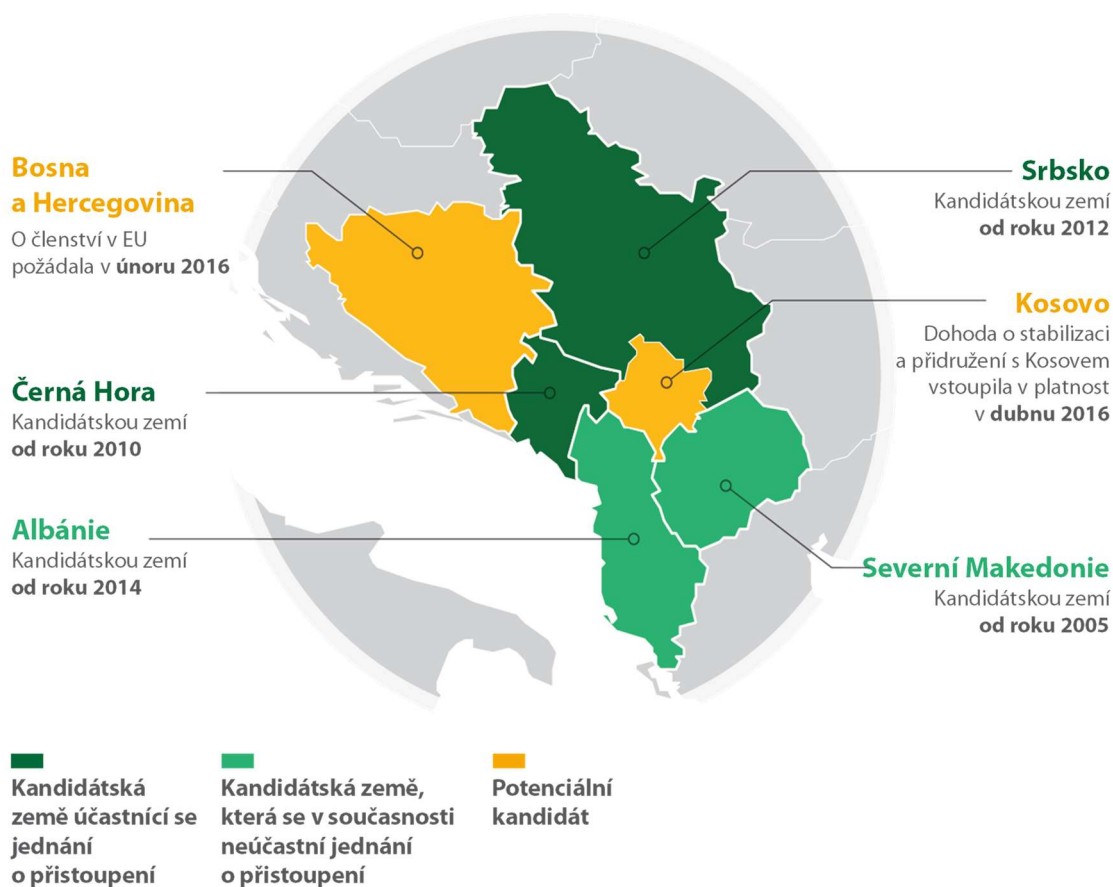 Bosna
a Hercegovina
O členství v EU
požádala v únoru 2016
Černá Hora
Kandidátskou zemí
od roku 2010
Albánie
Kandidátskou zemí
od roku 2014
Srbsko
Kandidátskou zemí
od roku 2012
Kosovo
Dohoda o stabilizaci
a přidružení s Kosovem
vstoupila v platnost
v dubnu 2016
Severní Makedonie
Kandidátskou zemí
od roku 2005
Kandidátská
země účastnící se
jednání
o přistoupení
Kandidátská země,
která se v současnosti
neúčastní jednání
o přistoupení
Potenciální
kandidát